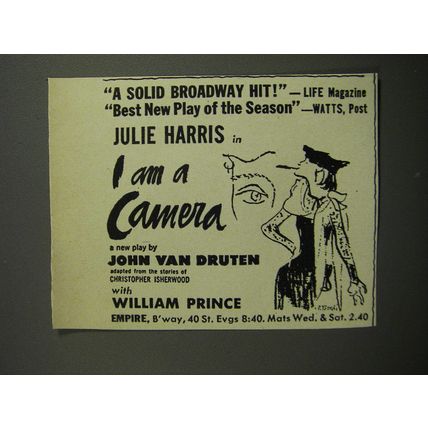 "A SOLID BROADWAY HIT!" — LIFE Magazine
"Best New Play of the Season" — WATTS, Post
JULIE HARRIS in
I am a
Camera
a new play by
JOHN VAN DRUTEN
adapted from the stories of
CHRISTOPHER ISHERWOOD
with
WILLIAM PRINCE
EMPIRE, B'way, 40 St. Evgs 8:40. Mats Wed. & Sat. 2.40